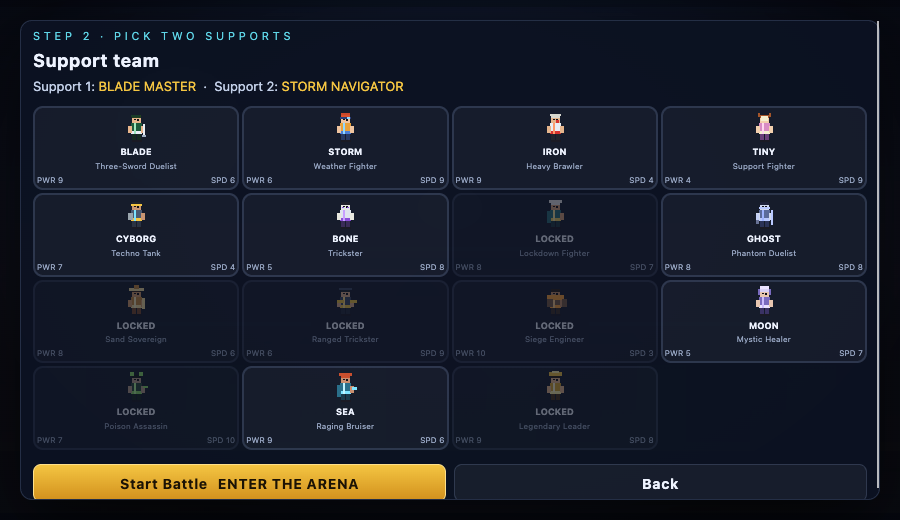 STEP 2 · PICK TWO SUPPORTS
Support team
Support 1: BLADE MASTER · Support 2: STORM NAVIGATOR
BLADE
Three-Sword Duelist
PWR 9 SPD 6
STORM
Weather Fighter
PWR 6 SPD 9
IRON
Heavy Brawler
PWR 9 SPD 4
TINY
Support Fighter
PWR 4 SPD 9
CYBORG
Techno Tank
PWR 7 SPD 4
BONE
Trickster
PWR 5 SPD 8
LOCKED
Lockdown Fighter
PWR 8 SPD 7
GHOST
Phantom Duelist
PWR 8 SPD 8
LOCKED
Sand Sovereign
PWR 8 SPD 6
LOCKED
Ranged Trickster
PWR 6 SPD 9
LOCKED
Siege Engineer
PWR 10 SPD 3
MOON
Mystic Healer
PWR 5 SPD 7
LOCKED
Poison Assassin
PWR 7 SPD 10
SEA
Raging Bruiser
PWR 9 SPD 6
LOCKED
Legendary Leader
PWR 9 SPD 8
Start Battle ENTER THE ARENA
Back